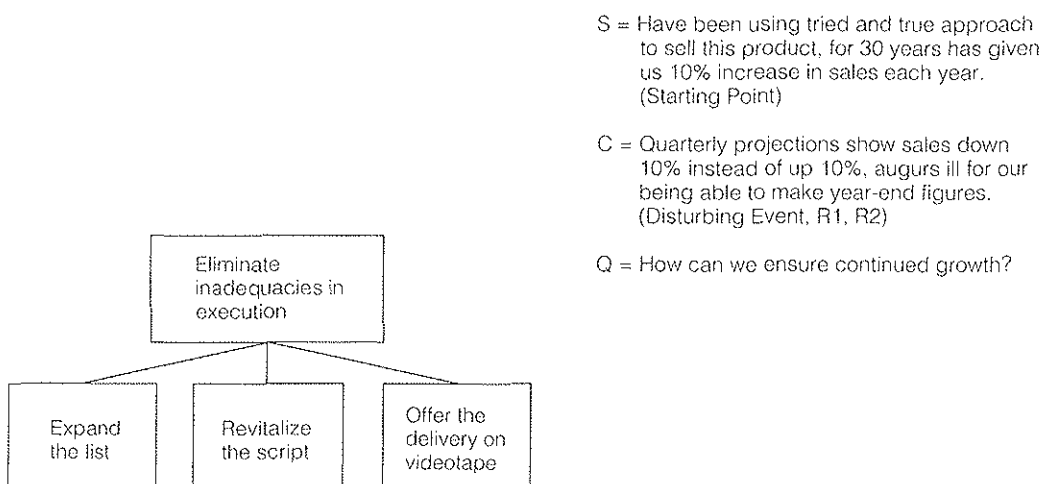 S = Have been using tried and true approach
to sell this product, for 30 years has given
us 10% increase in sales each year.
(Starting Point)
C = Quarterly projections show sales down
10% instead of up 10%, augurs ill for our
being able to make year-end figures.
(Disturbing Event, R1, R2)
Q = How can we ensure continued growth?
Eliminate
inadequacies in
execution
Expand
the list
Revitalize
the script
Offer the
delivery on
videotape